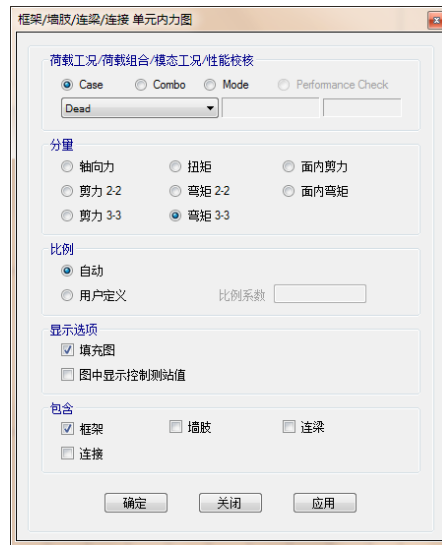 框架/墙肢/连梁/连接 单元内力图
荷载工况/荷载组合/模态工况/性能校核
Case Combo Mode Performance Check
Dead
分量
轴向力 扭矩 面内剪力
剪力 2-2 弯矩 2-2 面内弯矩
剪力 3-3 弯矩 3-3
比例
自动
用户定义 比例系数
显示选项
填充图
图中显示控制测站值
包含
框架 墙肢 连梁
连接
确定 关闭 应用